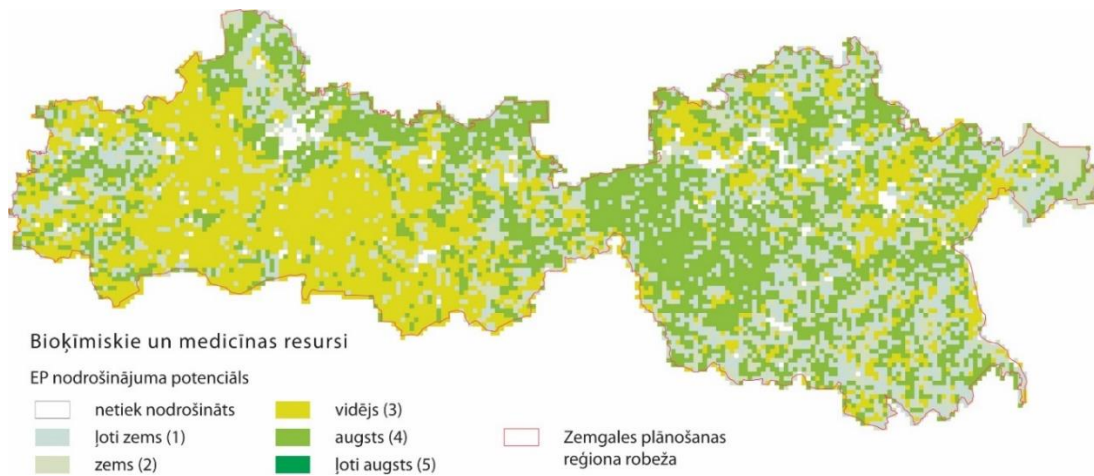 Bioķīmiskie un medicīnas resursi
EP nodrošinājuma potenciāls
netiek nodrošināts
ļoti zems (1)
zems (2)
vidējs (3)
augsts (4)
ļoti augsts (5)
Zemgales plānošanas
reģiona robeža